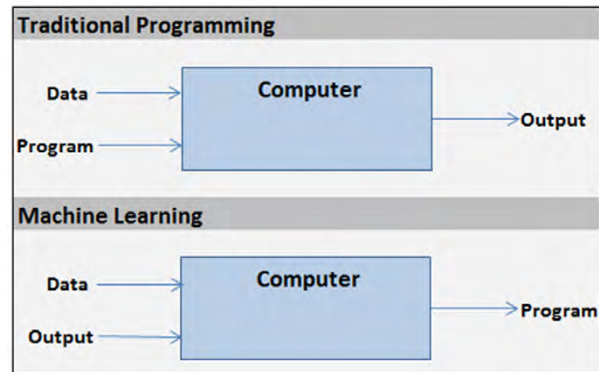 Traditional Programming
Data
Computer
Program
Output
Machine Learning
Data
Computer
Output
Program